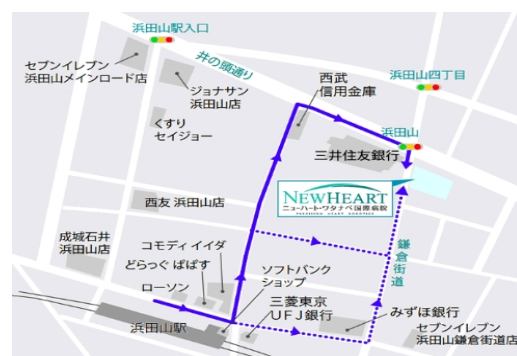 浜田山駅入口
井の頭通り
セブンイレブン
浜田山メインロード店
ジョナサン
浜田山店
西武
信用金庫
浜田山四丁目
くすり
セイジョー
浜田山
三井住友銀行
NEWHEART
ニューハート・ワタナベ国際病院
西友 浜田山店
成城石井
浜田山店
コモディイイダ
どらっぐ ぱぱす
ローソン
ソフトバンク
ショップ
鎌倉街道
浜田山駅
三菱東京
UFJ銀行
みずほ銀行
セブンイレブン
浜田山鎌倉街道店